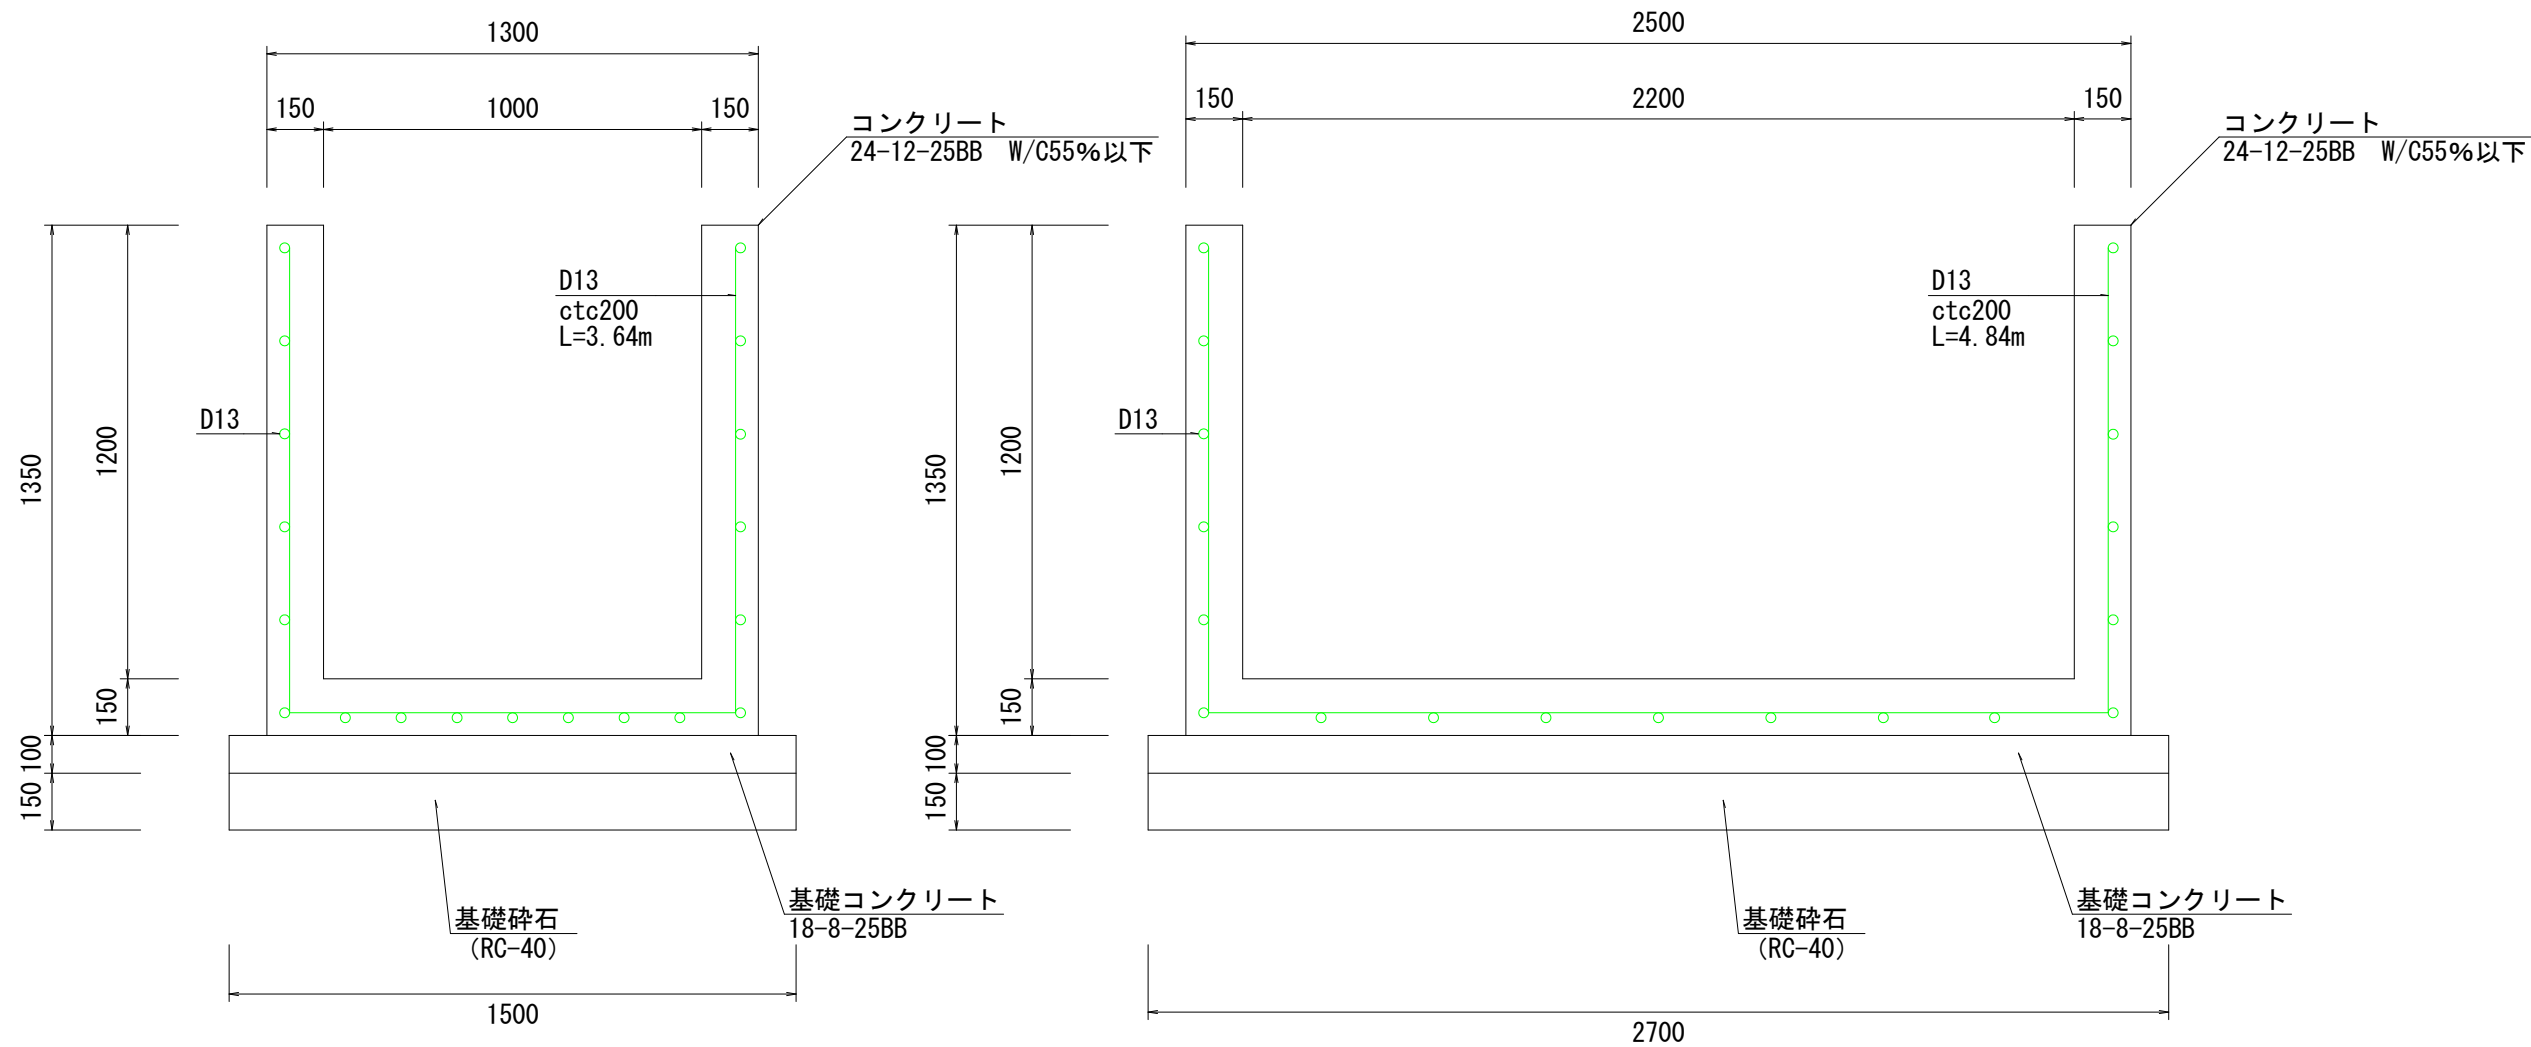 1300
150
1000
150
コンクリート
24-12-25BB W/C55%以下
D13
ctc200
L=3.64m
D13
1350
1200
150
100
150
基礎コンクリート
18-8-25BB
基礎砕石
(RC-40)
1500
2500
150
2200
150
コンクリート
24-12-25BB W/C55%以下
D13
ctc200
L=4.84m
D13
1350
1200
150
100
150
基礎コンクリート
18-8-25BB
基礎砕石
(RC-40)
2700